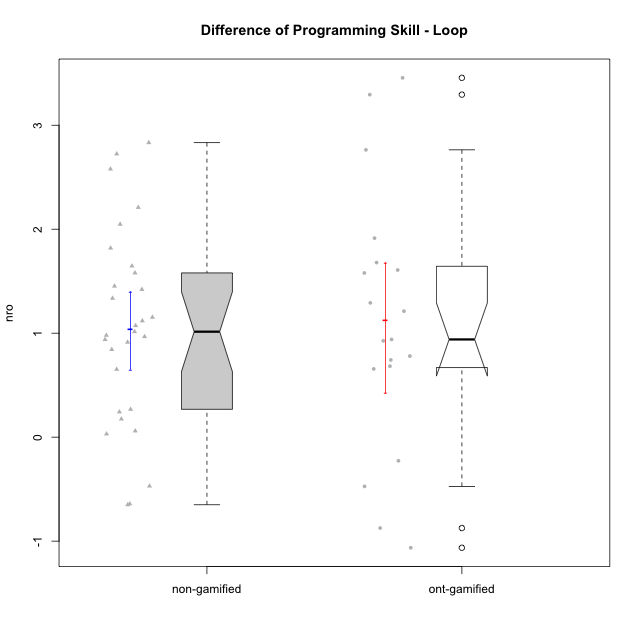 Difference of Programming Skill - Loop
nro
3
2
1
0
-1
non-gamified
ont-gamified